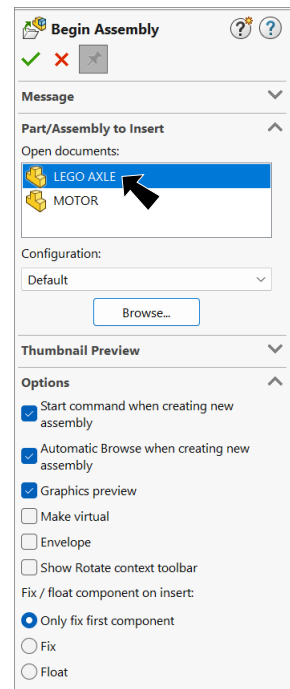 Begin Assembly
Message
Part/Assembly to Insert
Open documents:
LEGO AXLE
MOTOR
Configuration:
Default
Browse...
Thumbnail Preview
Options
Start command when creating new
assembly
Automatic Browse when creating new
assembly
Graphics preview
Make virtual
Envelope
Show Rotate context toolbar
Fix / float component on insert:
Only fix first component
Fix
Float